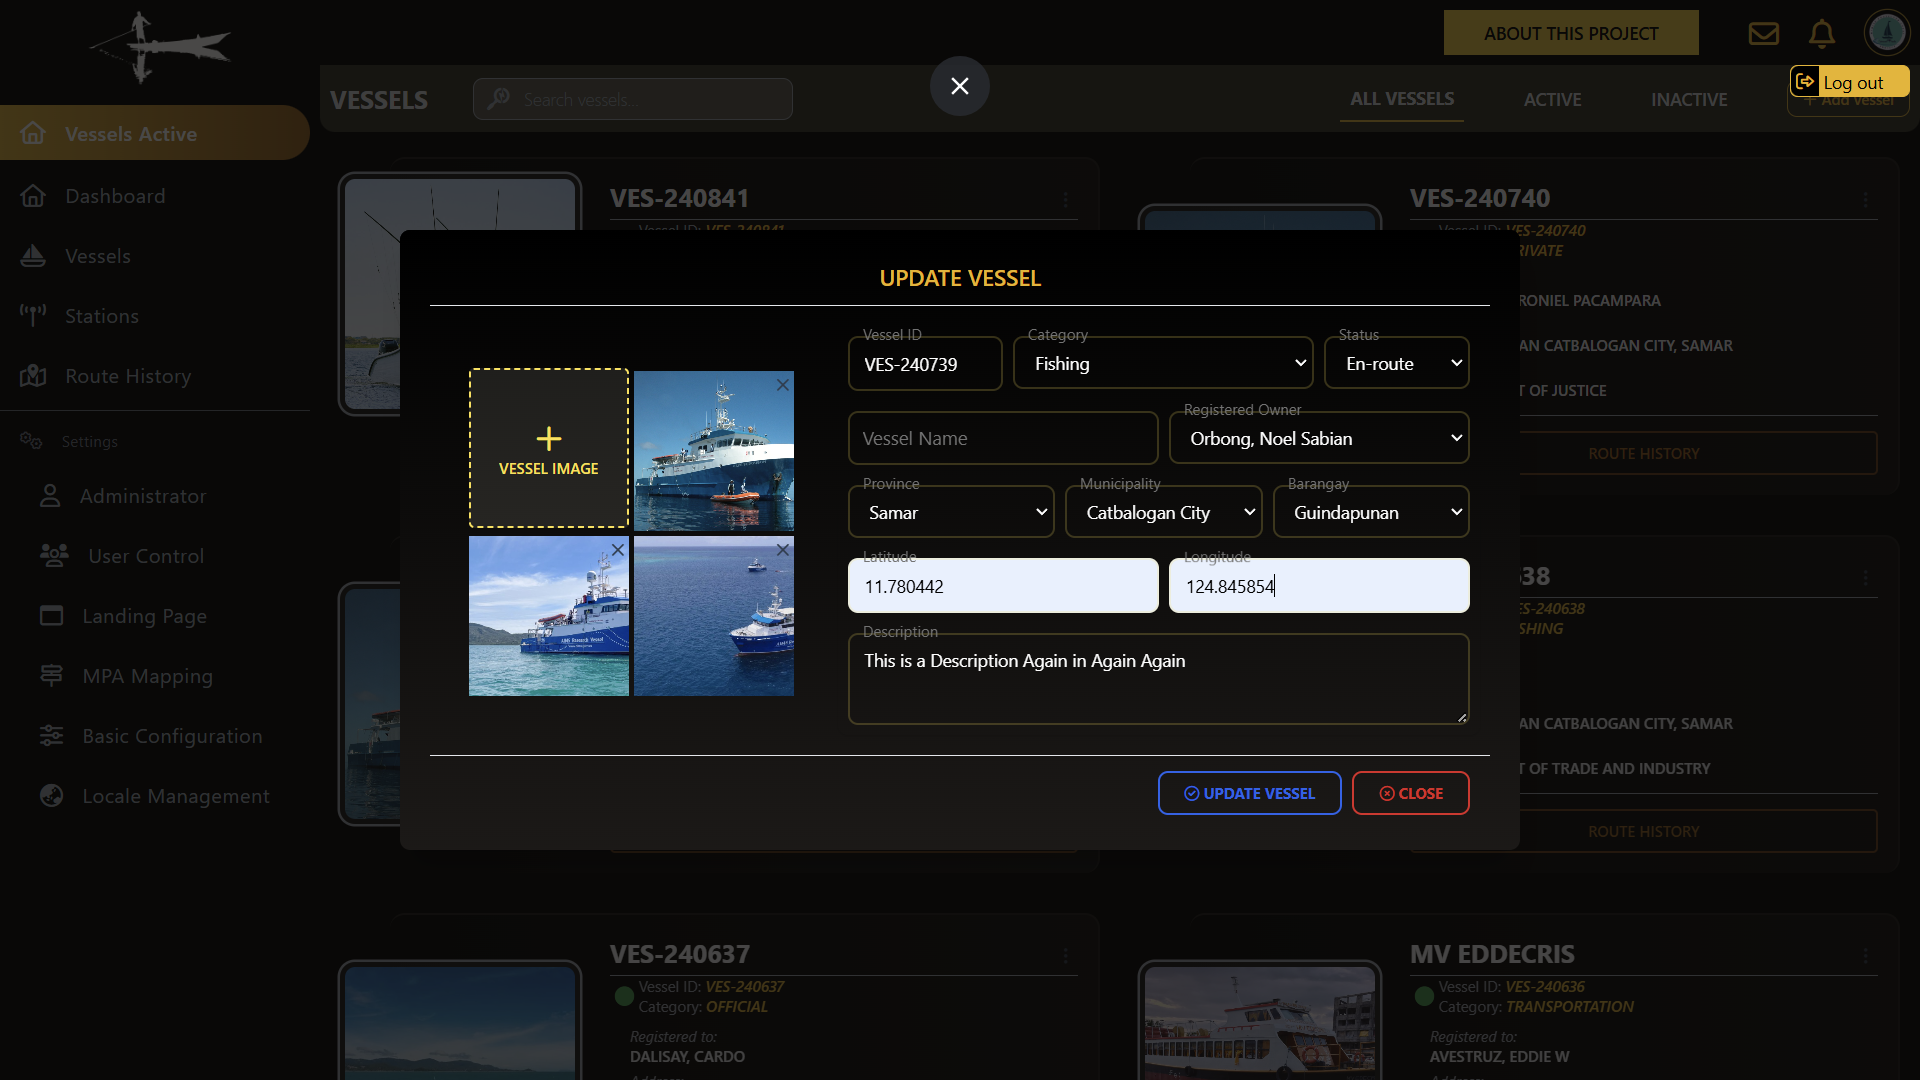 ABOUT THIS PROJECT
Log out
VESSELS
Search vessels...
ALL VESSELS
ACTIVE
INACTIVE
+ Add Vessel
Vessels Active
Dashboard
Vessels
Stations
Route History
Settings
Administrator
User Control
Landing Page
MPA Mapping
Basic Configuration
Locale Management
VES-240841
Vessel ID: VES-240841
VES-240740
Vessel ID: VES-240740
RIVATE
RONIEL PACAMPARA
AN CATBALOGAN CITY, SAMAR
T OF JUSTICE
ROUTE HISTORY
UPDATE VESSEL
VESSEL IMAGE
Vessel ID
VES-240739
Category
Fishing
Status
En-route
Vessel Name
Registered Owner
Orbong, Noel Sabian
Province
Samar
Municipality
Catbalogan City
Barangay
Guindapunan
Latitude
11.780442
Longitude
124.845854
Description
This is a Description Again in Again Again
UPDATE VESSEL
CLOSE
638
ES-240638
SHING
AN CATBALOGAN CITY, SAMAR
T OF TRADE AND INDUSTRY
ROUTE HISTORY
VES-240637
Vessel ID: VES-240637
Category: OFFICIAL
Registered to:
DALISAY, CARDO
MV EDDECRIS
Vessel ID: VES-240636
Category: TRANSPORTATION
Registered to:
AVESTRUZ, EDDIE W